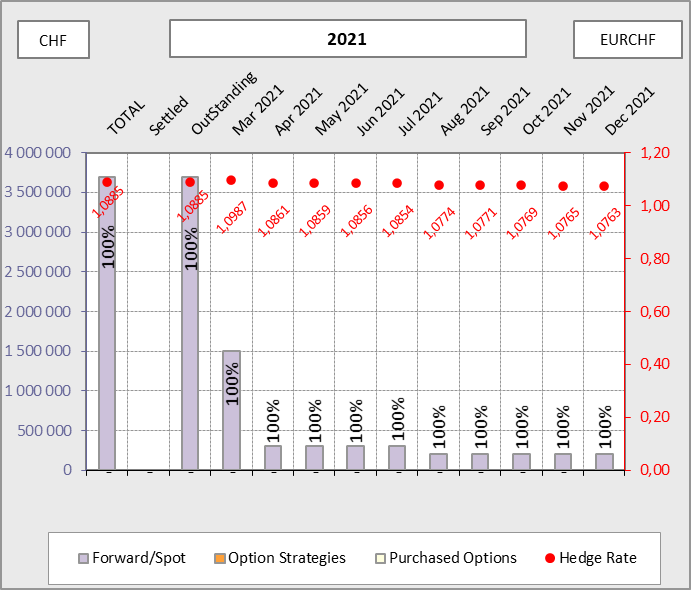 CHF
2021
EURCHF
TOTAL
Settled
OutStanding
Mar 2021
Apr 2021
May 2021
Jun 2021
Jul 2021
Aug 2021
Sep 2021
Oct 2021
Nov 2021
Dec 2021
4 000 000
3 500 000
3 000 000
2 500 000
2 000 000
1 500 000
1 000 000
500 000
0
1,0885
1,0885
1,0987
1,0861
1,0859
1,0856
1,0854
1,0774
1,0771
1,0769
1,0765
1,0763
100%
100%
100%
100%
100%
100%
100%
100%
100%
100%
100%
100%
1,20
1,00
0,80
0,60
0,40
0,20
0,00
- - - - - - - - - - - - -
Forward/Spot Option Strategies Purchased Options Hedge Rate